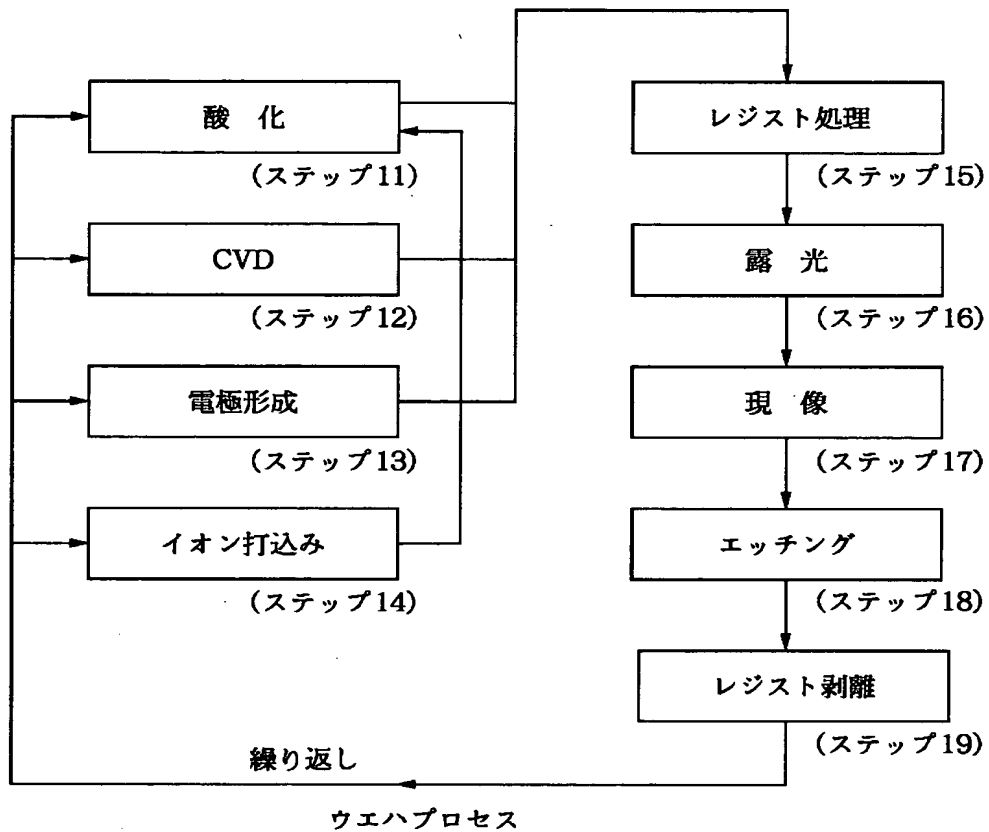 酸　化
(ステップ11)
CVD
(ステップ12)
電極形成
(ステップ13)
イオン打込み
(ステップ14)
レジスト処理
(ステップ15)
露　光
(ステップ16)
現　像
(ステップ17)
エッチング
(ステップ18)
レジスト剥離
(ステップ19)
繰り返し
ウエハプロセス